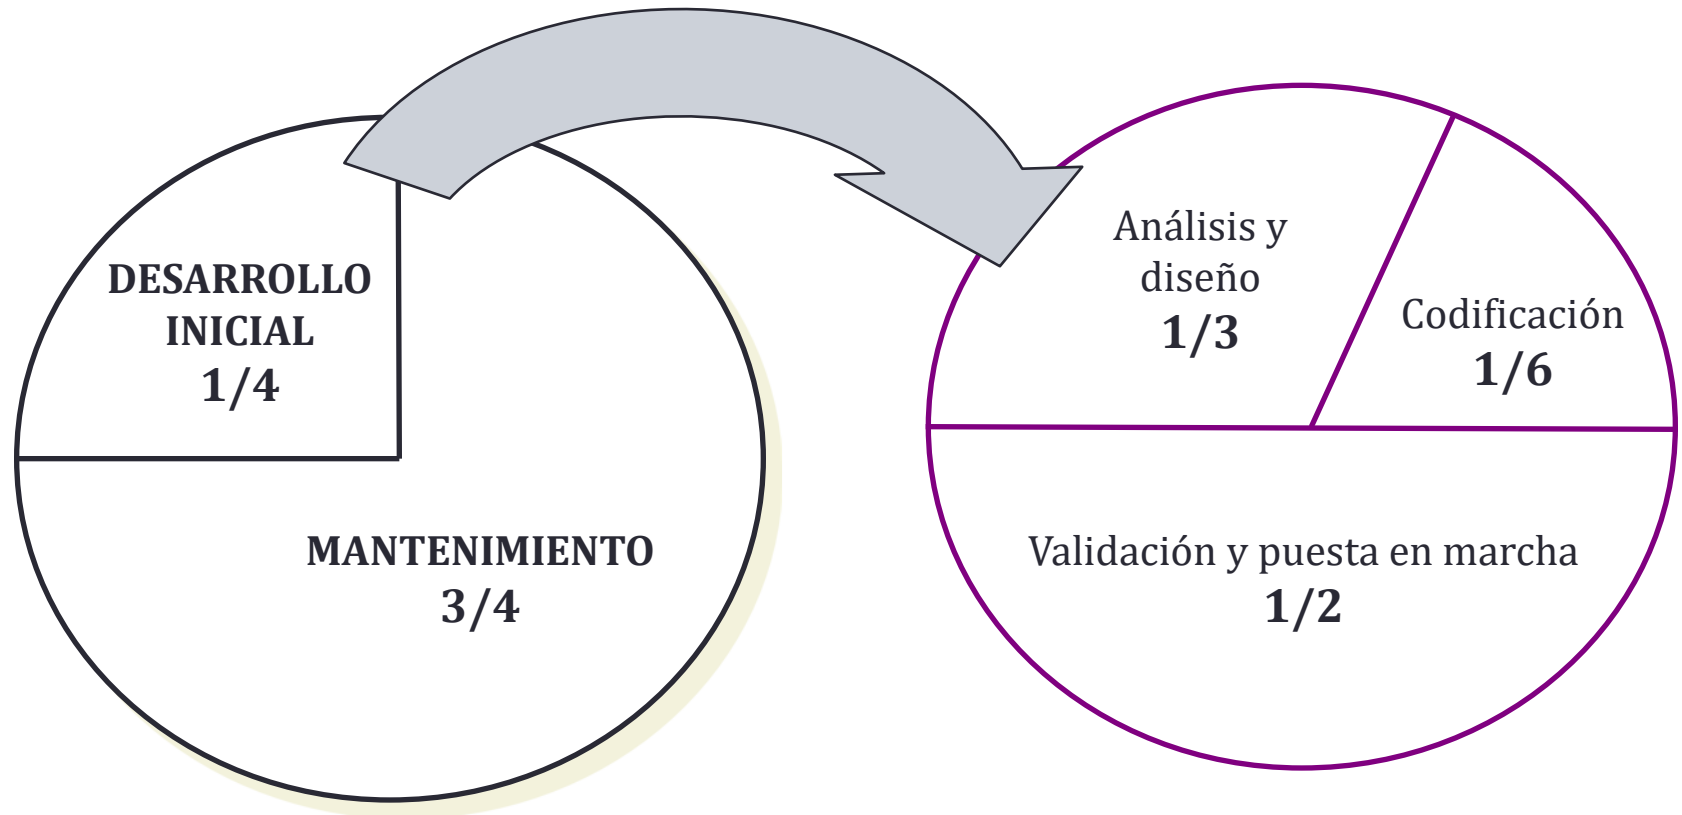 DESARROLLO
INICIAL
1/4
MANTENIMIENTO
3/4
Análisis y
diseño
1/3
Codificación
1/6
Validación y puesta en marcha
1/2